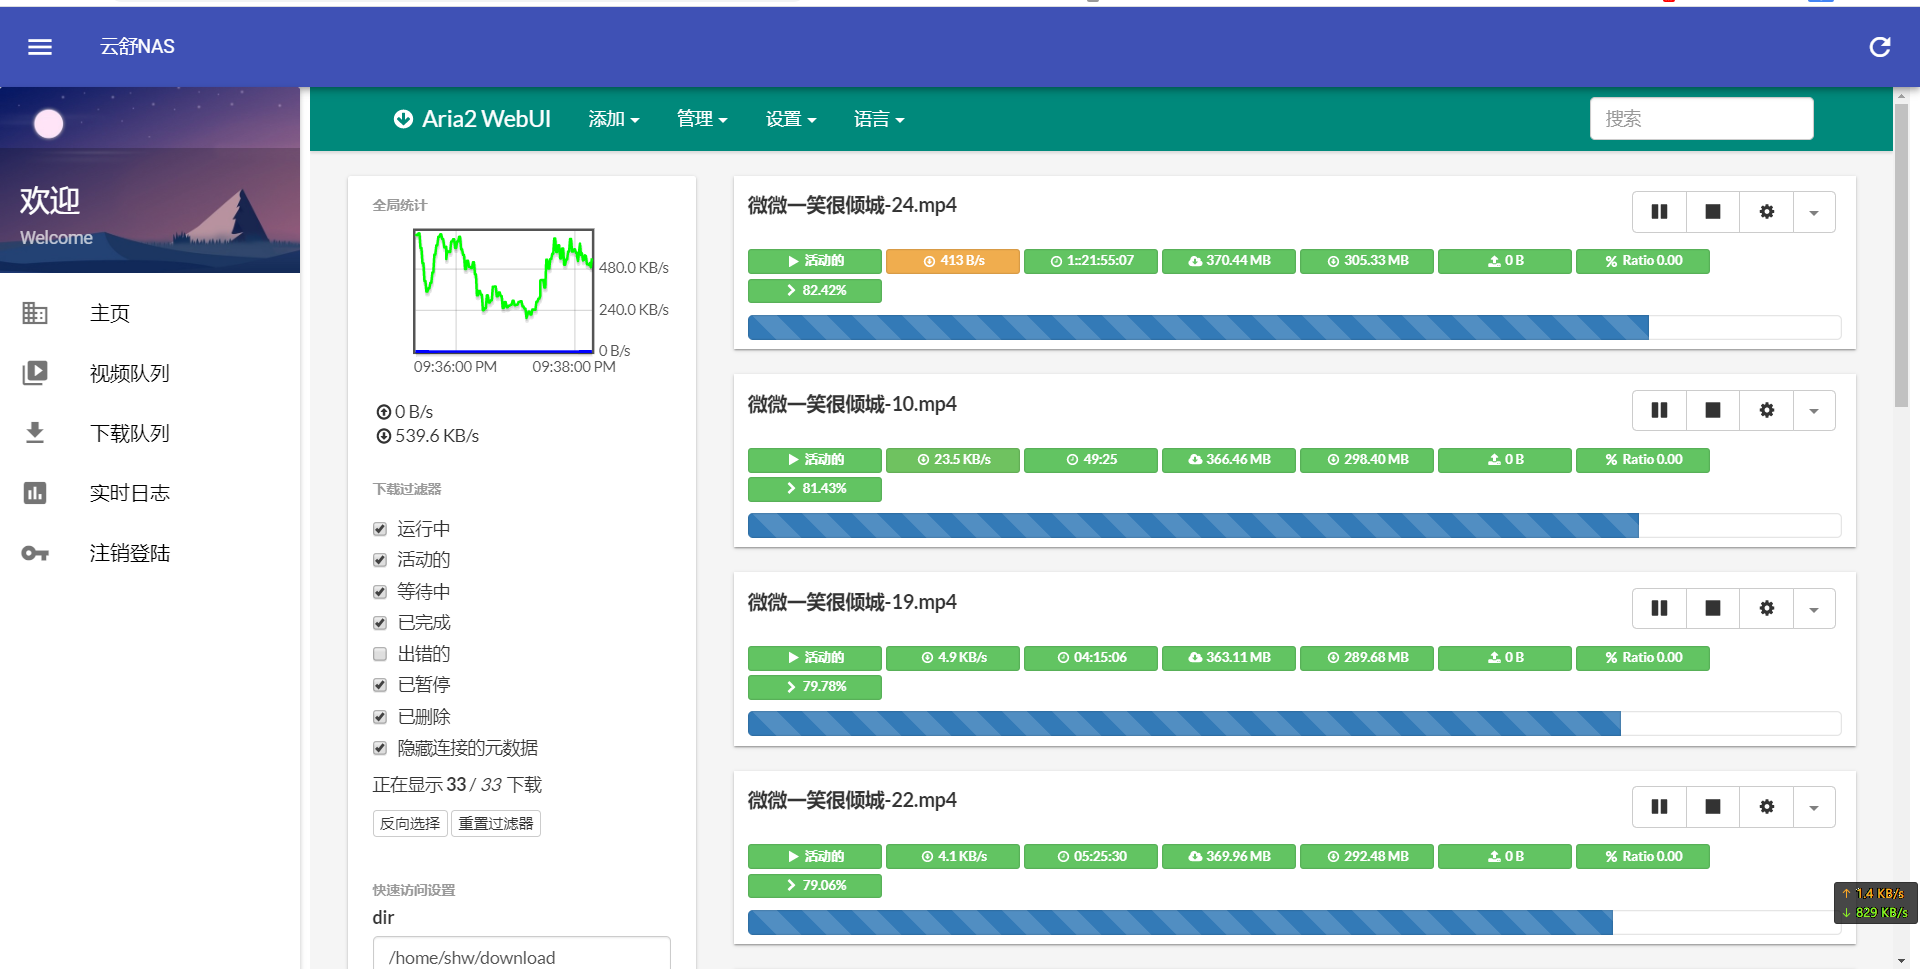 云舒NAS
Aria2 WebUI 添加 管理 设置 语言 搜索
欢迎
Welcome
主页
视频队列
下载队列
实时日志
注销登陆
全局统计
480.0 KB/s
240.0 KB/s
0 B/s
09:36:00 PM 09:38:00 PM
0 B/s
539.6 KB/s
下载过滤器
运行中
活动的
等待中
已完成
出错的
已暂停
已删除
隐藏连接的元数据
正在显示 33 / 33 下载
反向选择 重置过滤器
快速访问设置
dir
/home/shw/download
微微一笑很倾城-24.mp4
活动的 413 B/s 1::21:55:07 370.44 MB 305.33 MB 0 B % Ratio 0.00
82.42%
微微一笑很倾城-10.mp4
活动的 23.5 KB/s 49:25 366.46 MB 298.40 MB 0 B % Ratio 0.00
81.43%
微微一笑很倾城-19.mp4
活动的 4.9 KB/s 04:15:06 363.11 MB 289.68 MB 0 B % Ratio 0.00
79.78%
微微一笑很倾城-22.mp4
活动的 4.1 KB/s 05:25:30 369.96 MB 292.48 MB 0 B % Ratio 0.00
79.06%
↑ 1.4 KB/s
↓ 829 KB/s